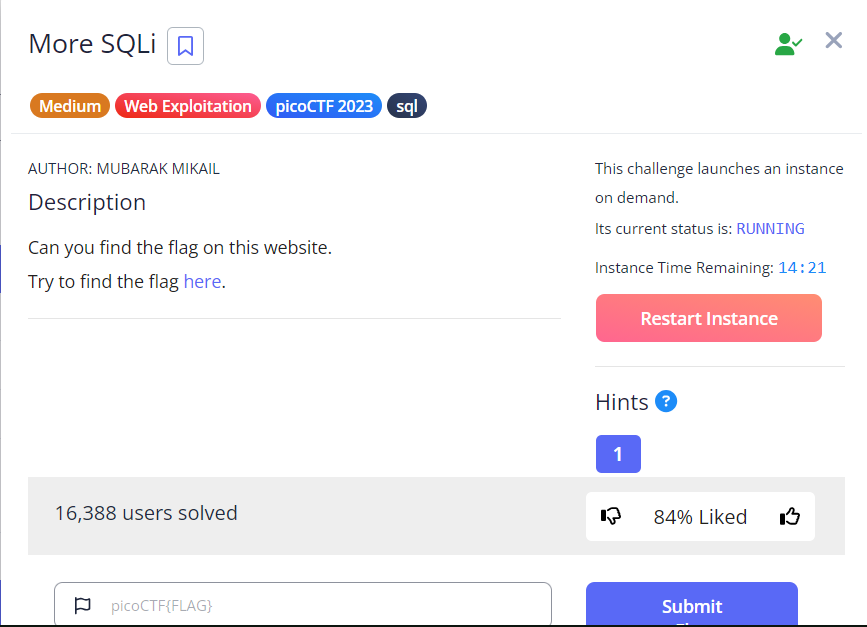 More SQLi
Medium Web Exploitation picoCTF 2023 sql
AUTHOR: MUBARAK MIKAIL
Description
Can you find the flag on this website.
Try to find the flag here.
This challenge launches an instance
on demand.
Its current status is: RUNNING
Instance Time Remaining: 14:21
Restart Instance
Hints ?
1
16,388 users solved
84% Liked
picoCTF{FLAG}
Submit